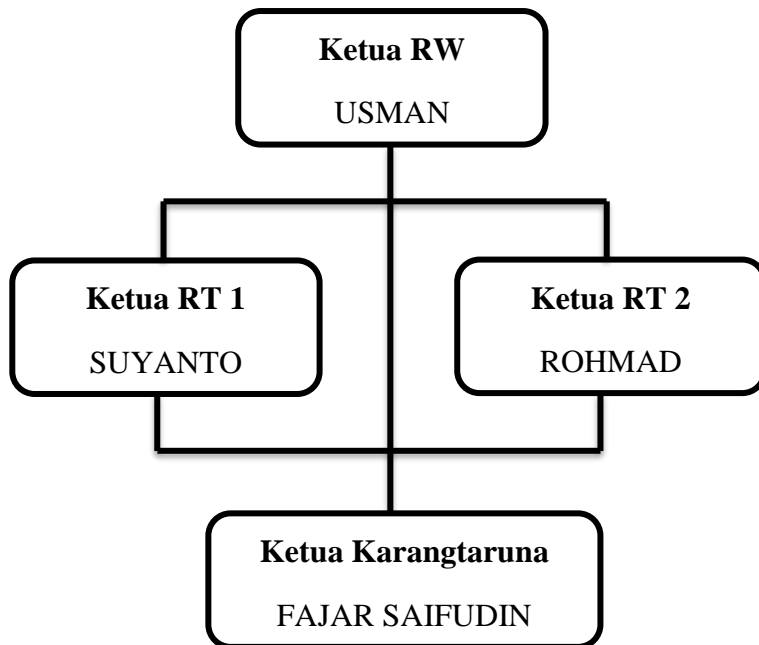 Ketua RW
USMAN
Ketua RT 1
SUYANTO
Ketua RT 2
ROHMAD
Ketua Karangtaruna
FAJAR SAIFUDIN